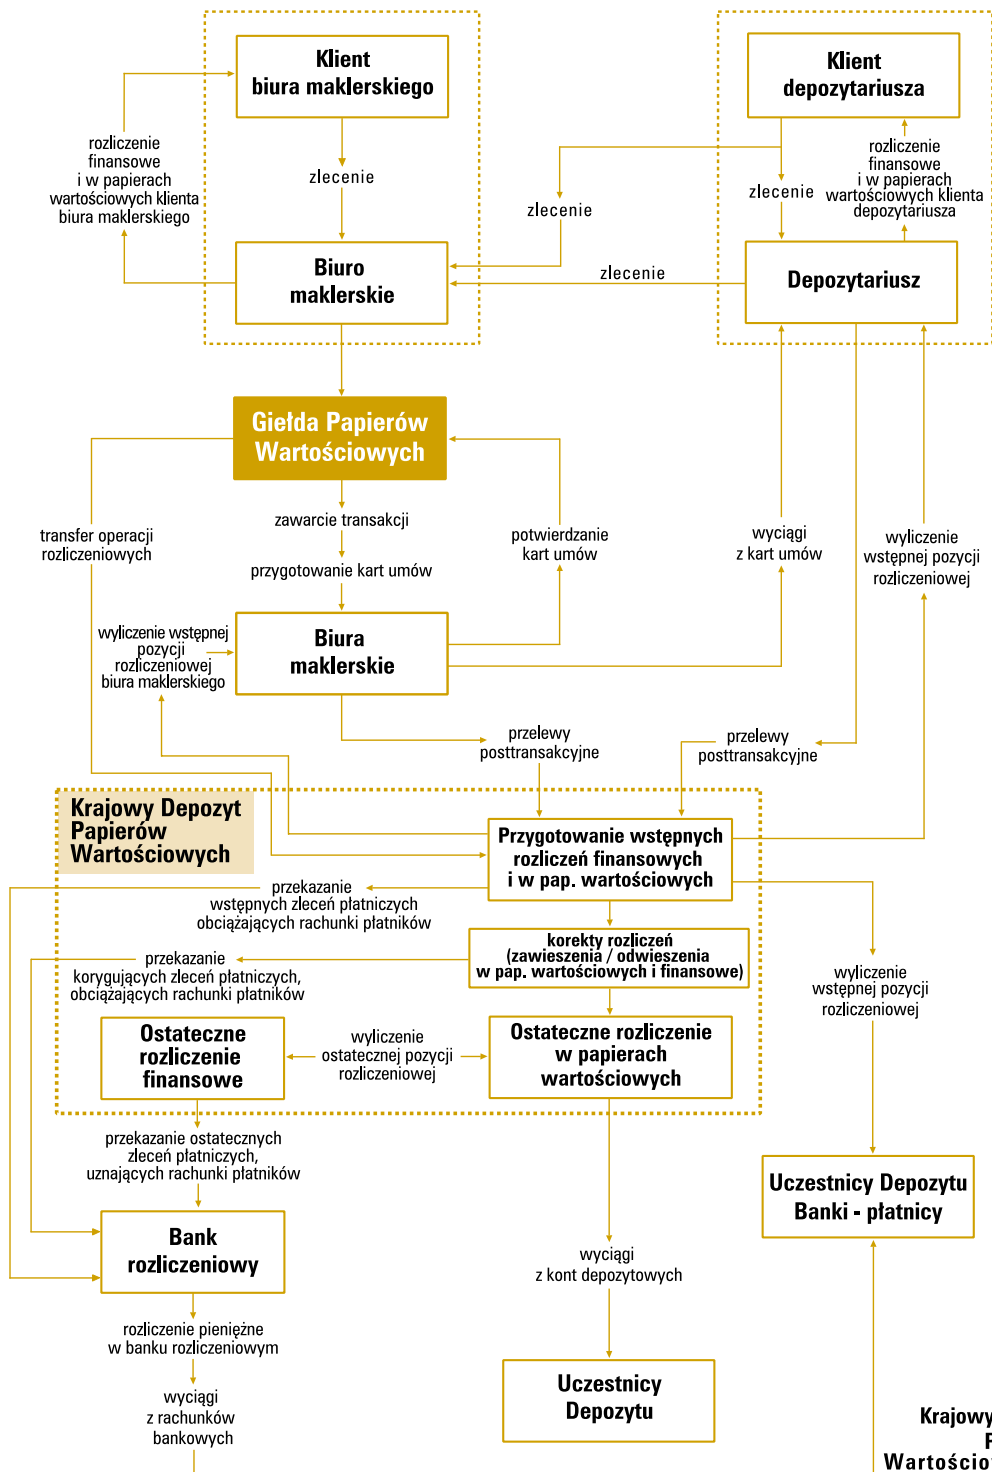 Klient
biura maklerskiego
Klient
depozytariusza
rozliczenie
finansowe
i w papierach
wartościowych klienta
biura maklerskiego
zlecenie
zlecenie
zlecenie
rozliczenie
finansowe
i w papierach
wartościowych klienta
depozytariusza
Biuro
maklerskie
zlecenie
Depozytariusz
Giełda Papierów
Wartościowych
transfer operacji
rozliczeniowych
zawarcie transakcji
przygotowanie kart umów
potwierdzanie
kart umów
wyciągi
z kart umów
wyliczenie
wstępnej pozycji
rozliczeniowej
wyliczenie wstępnej
pozycji
rozliczeniowej
biura maklerskiego
Biura
maklerskie
przelewy
posttransakcyjne
przelewy
posttransakcyjne
Krajowy Depozyt
Papierów
Wartościowych
Przygotowanie wstępnych
rozliczeń finansowych
i w pap. wartościowych
przekazanie
wstępnych zleceń płatniczych
obciążających rachunki płatników
korekty rozliczeń
(zawieszenia / odwieszenia
w pap. wartościowych i finansowe)
przekazanie
korygujących zleceń płatniczych,
obciążających rachunki płatników
wyliczenie
wstępnej pozycji
rozliczeniowej
Ostateczne
rozliczenie
finansowe
wyliczenie
ostatecznej pozycji
rozliczeniowej
Ostateczne rozliczenie
w papierach
wartościowych
przekazanie ostatecznych
zleceń płatniczych,
uznających rachunki płatników
Uczestnicy Depozytu
Banki - płatnicy
Bank
rozliczeniowy
wyciągi
z kont depozytowych
rozliczenie pieniężne
w banku rozliczeniowym
Uczestnicy
Depozytu
wyciągi
z rachunków
bankowych
Krajowy